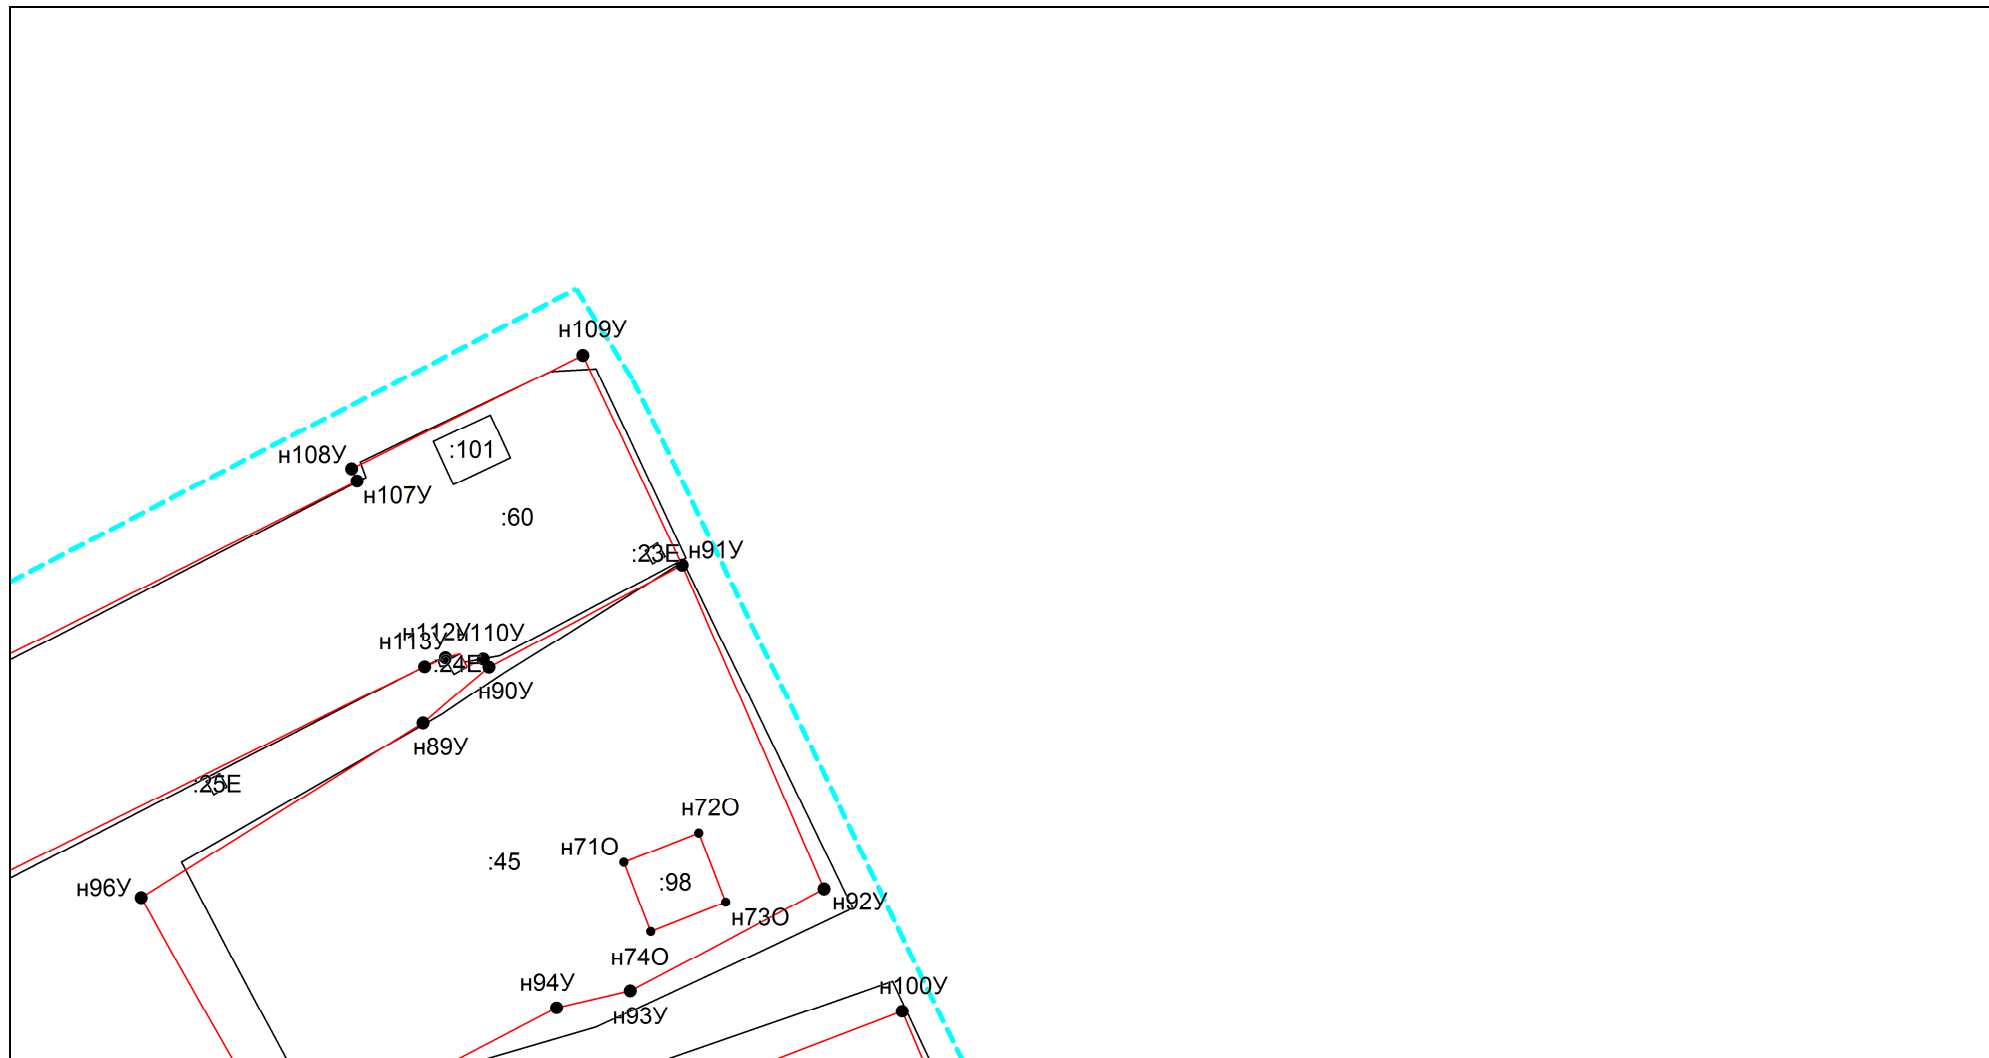 н109У
:101
н108У
н107У
:60
:23Е
н91У
н112У
н110У
н113У
:24Е
н90У
н89У
:25Е
н72О
н71О
:45
:98
н96У
н92У
н73О
н74О
н94У
н100У
н93У